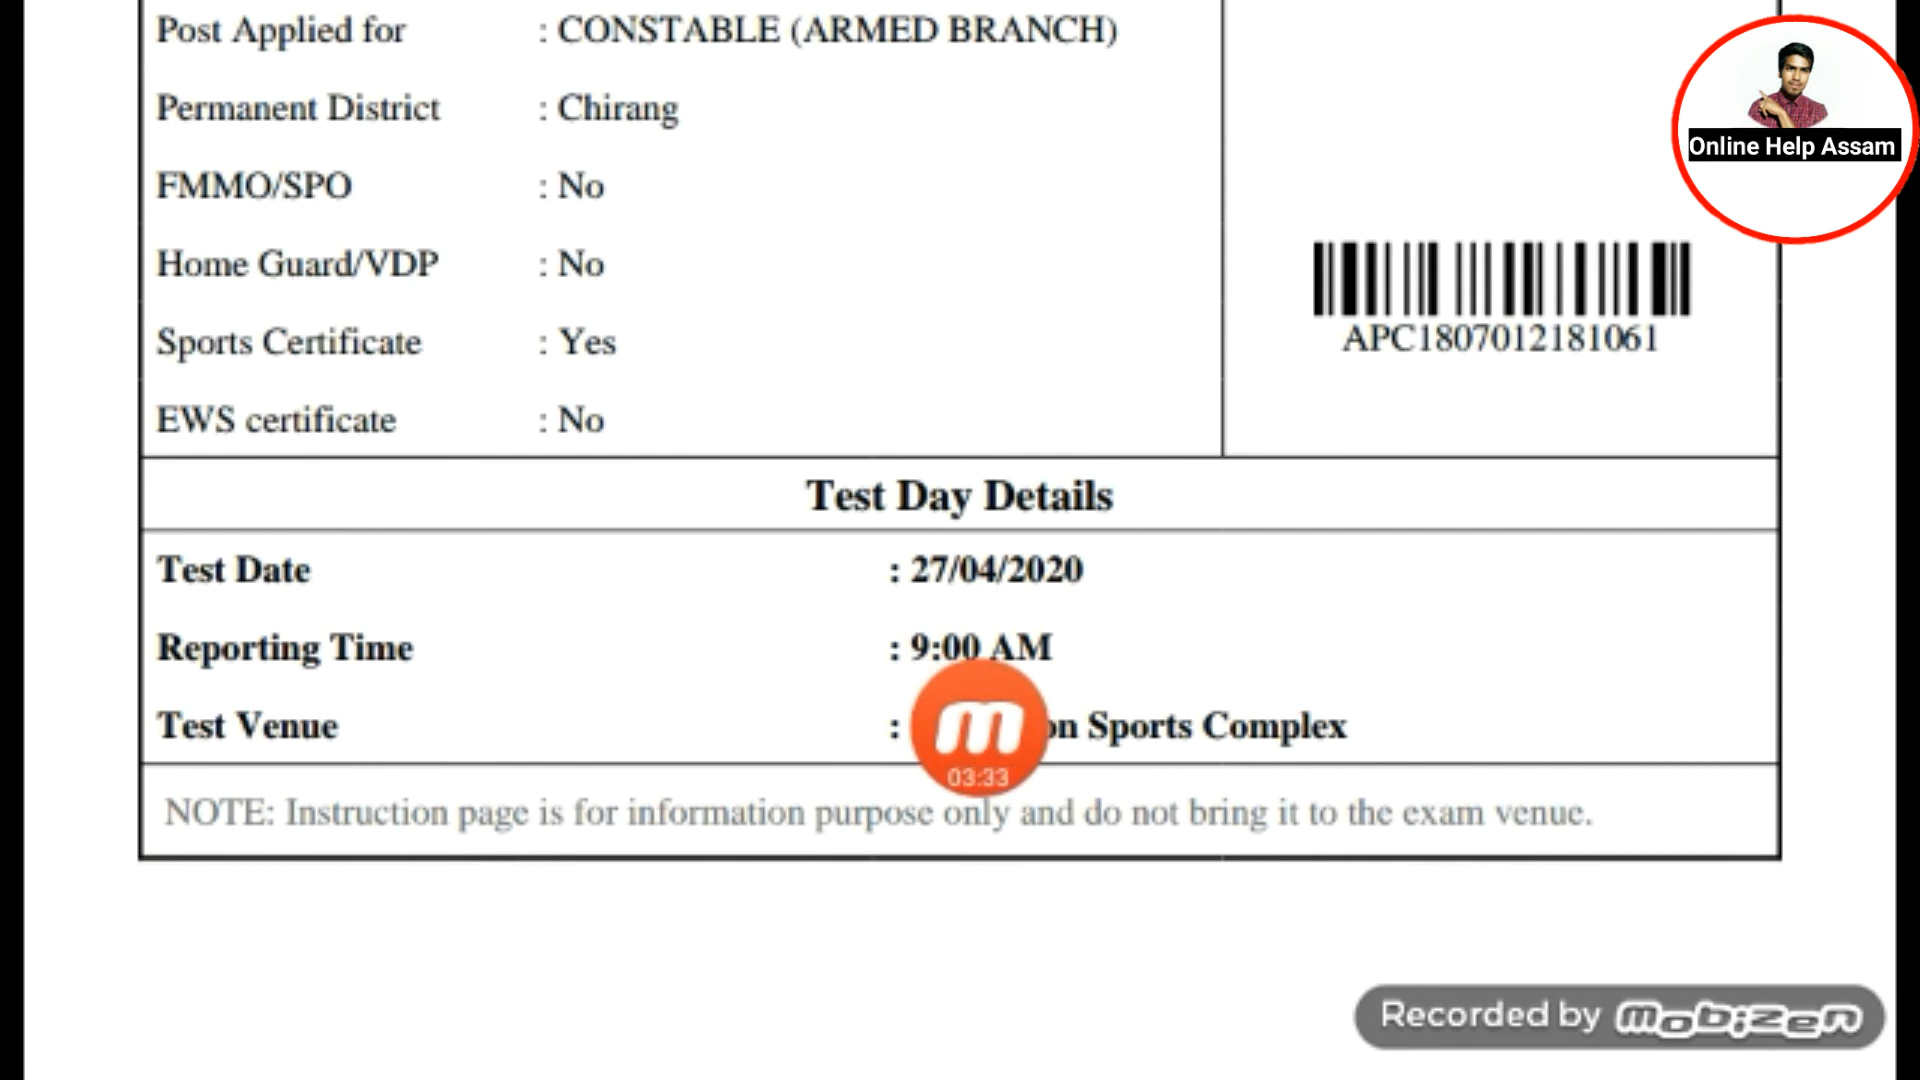 Post Applied for : CONSTABLE (ARMED BRANCH)
Online Help Assam
Permanent District : Chirang
FMMO/SPO : No
Home Guard/VDP : No
Sports Certificate : Yes
APC1807012181061
EWS certificate : No
Test Day Details
Test Date : 27/04/2020
Reporting Time : 9:00 AM
Test Venue : Sports Complex
m
03:33
NOTE: Instruction page is for information purpose only and do not bring it to the exam venue.
Recorded by mobizen